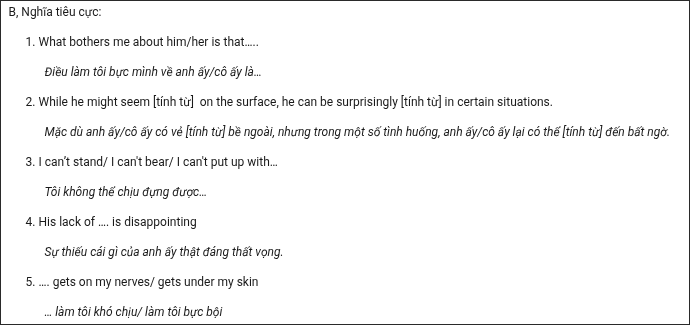 B, Nghĩa tiêu cực:
1. What bothers me about him/her is that.....
Điều làm tôi bực mình về anh ấy/cô ấy là...
2. While he might seem [tính từ] on the surface, he can be surprisingly [tính từ] in certain situations.
Mặc dù anh ấy/cô ấy có vẻ [tính từ] bề ngoài, nhưng trong một số tình huống, anh ấy/cô ấy lại có thể [tính từ] đến bất ngờ.
3. I can't stand/ I can't bear/ I can't put up with...
Tôi không thể chịu đựng được...
4. His lack of .... is disappointing
Sự thiếu cái gì của anh ấy thật đáng thất vọng.
5. .... gets on my nerves/ gets under my skin
... làm tôi khó chịu/ làm tôi bực bội